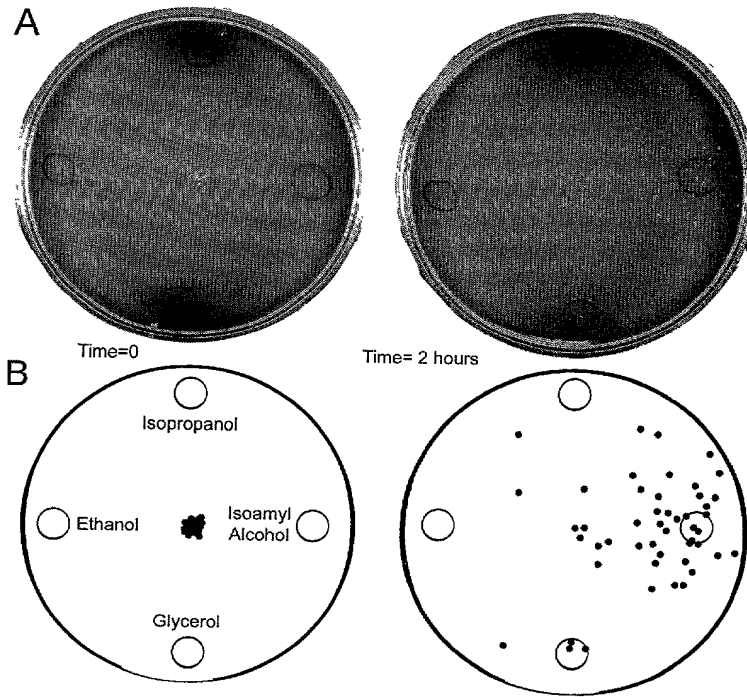 A
Time=0
Time= 2 hours
B
Isopropanol
Ethanol
Isoamyl
Alcohol
Glycerol